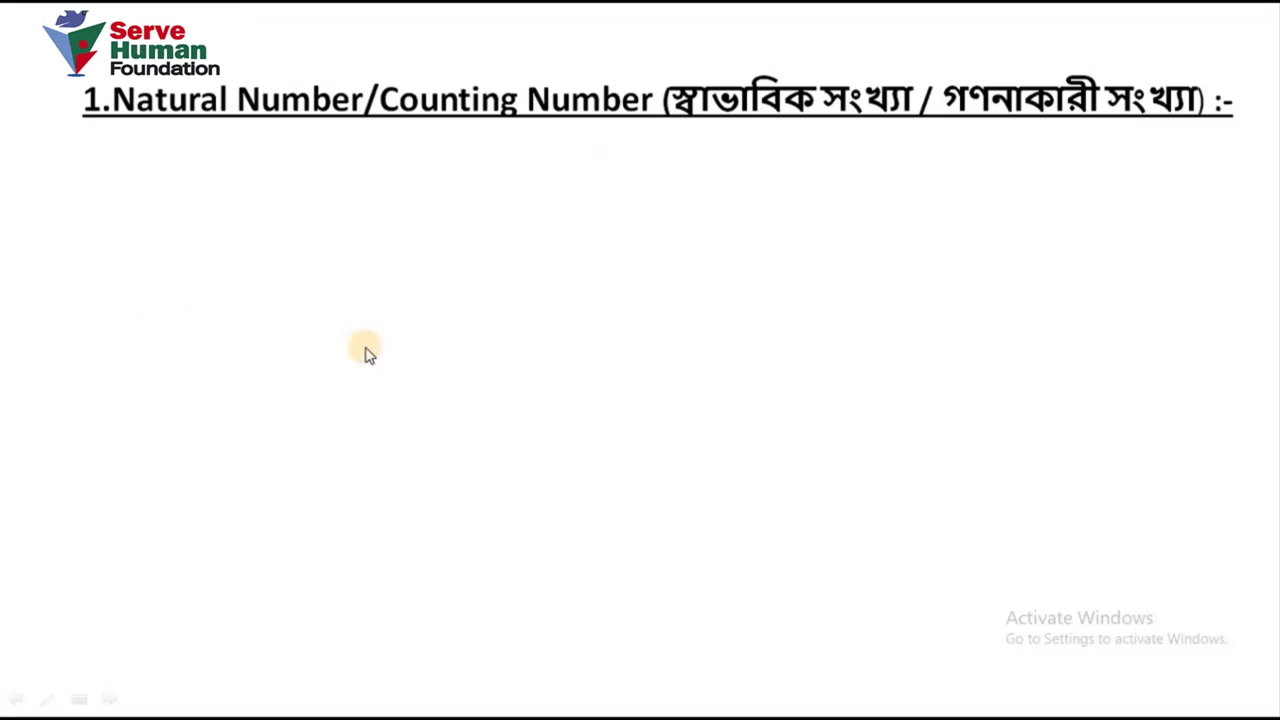 Serve
Human
Foundation
1.Natural Number/Counting Number (স্বাভাবিক সংখ্যা / গণনাকারী সংখ্যা) :-
Activate Windows
Go to Settings to activate Windows.